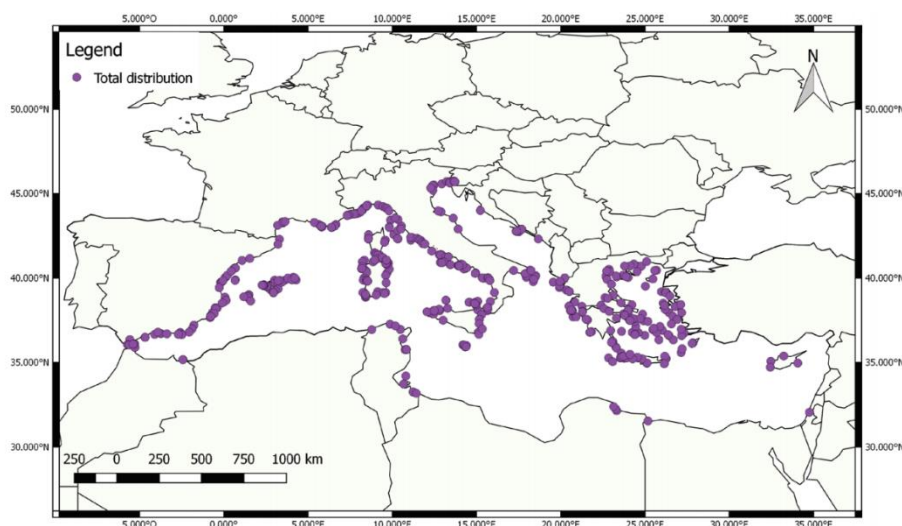 5.000°W 0.000° 5.000°E 10.000°E 15.000°E 20.000°E 25.000°E 30.000°E 35.000°E
Legend
Total distribution
N
50.000°N 50.000°N
45.000°N 45.000°N
40.000°N 40.000°N
35.000°N 35.000°N
30.000°N 30.000°N
250 0 250 500 750 1000 km
5.000°W 0.000° 5.000°E 10.000°E 15.000°E 20.000°E 25.000°E 30.000°E 35.000°E